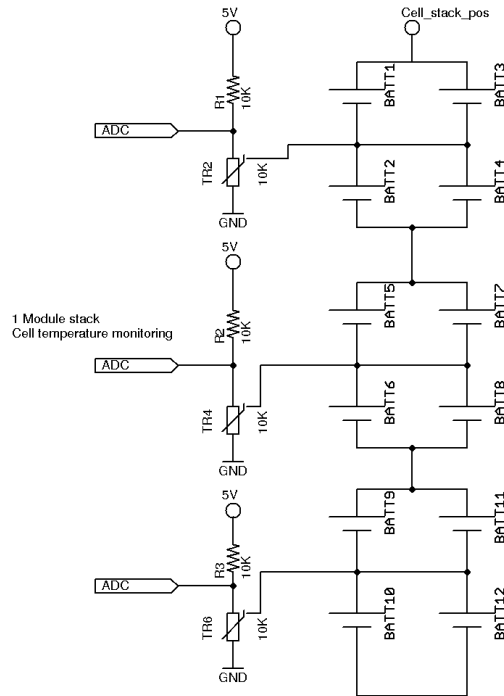 5V
Cell_stack_pos
R1
10K
BATT1
BATT3
ADC
TR2
10K
BATT2
BATT4
GND
5V
1 Module stack
Cell temperature monitoring
R2
10K
BATT5
BATT7
ADC
TR4
10K
BATT6
BATT8
GND
5V
R3
10K
BATT9
BATT11
ADC
TR6
10K
BATT10
BATT12
GND